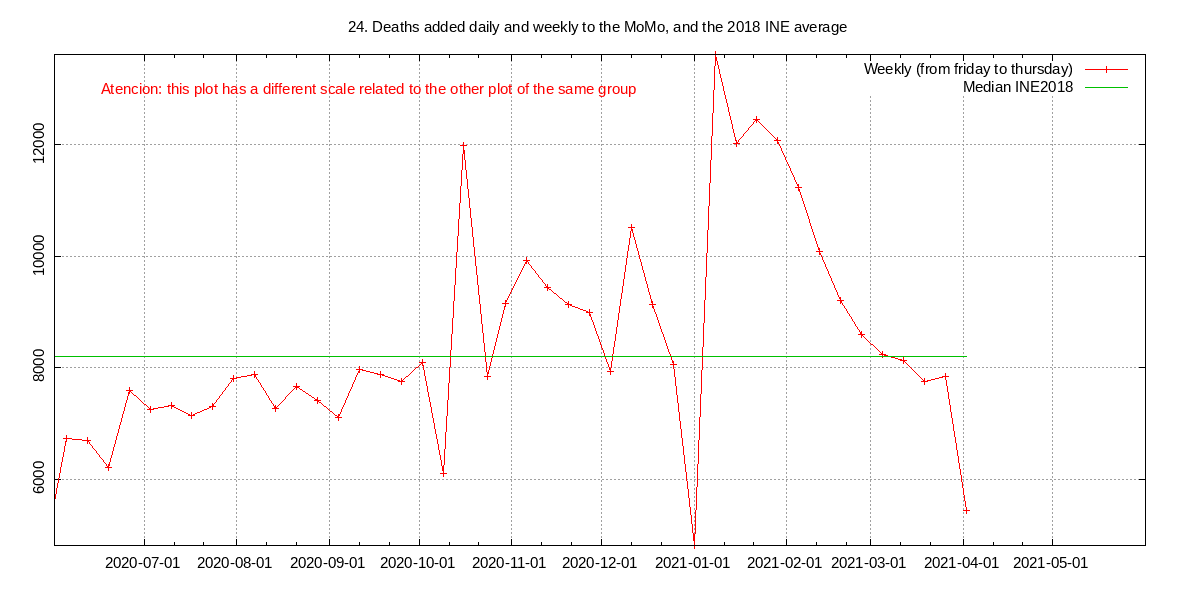 24. Deaths added daily and weekly to the MoMo, and the 2018 INE average
Weekly (from friday to thursday)
Atencion: this plot has a different scale related to the other plot of the same group
Median INE2018
12000
10000
8000
6000
2020-07-01 2020-08-01 2020-09-01 2020-10-01 2020-11-01 2020-12-01 2021-01-01 2021-02-01 2021-03-01 2021-04-01 2021-05-01